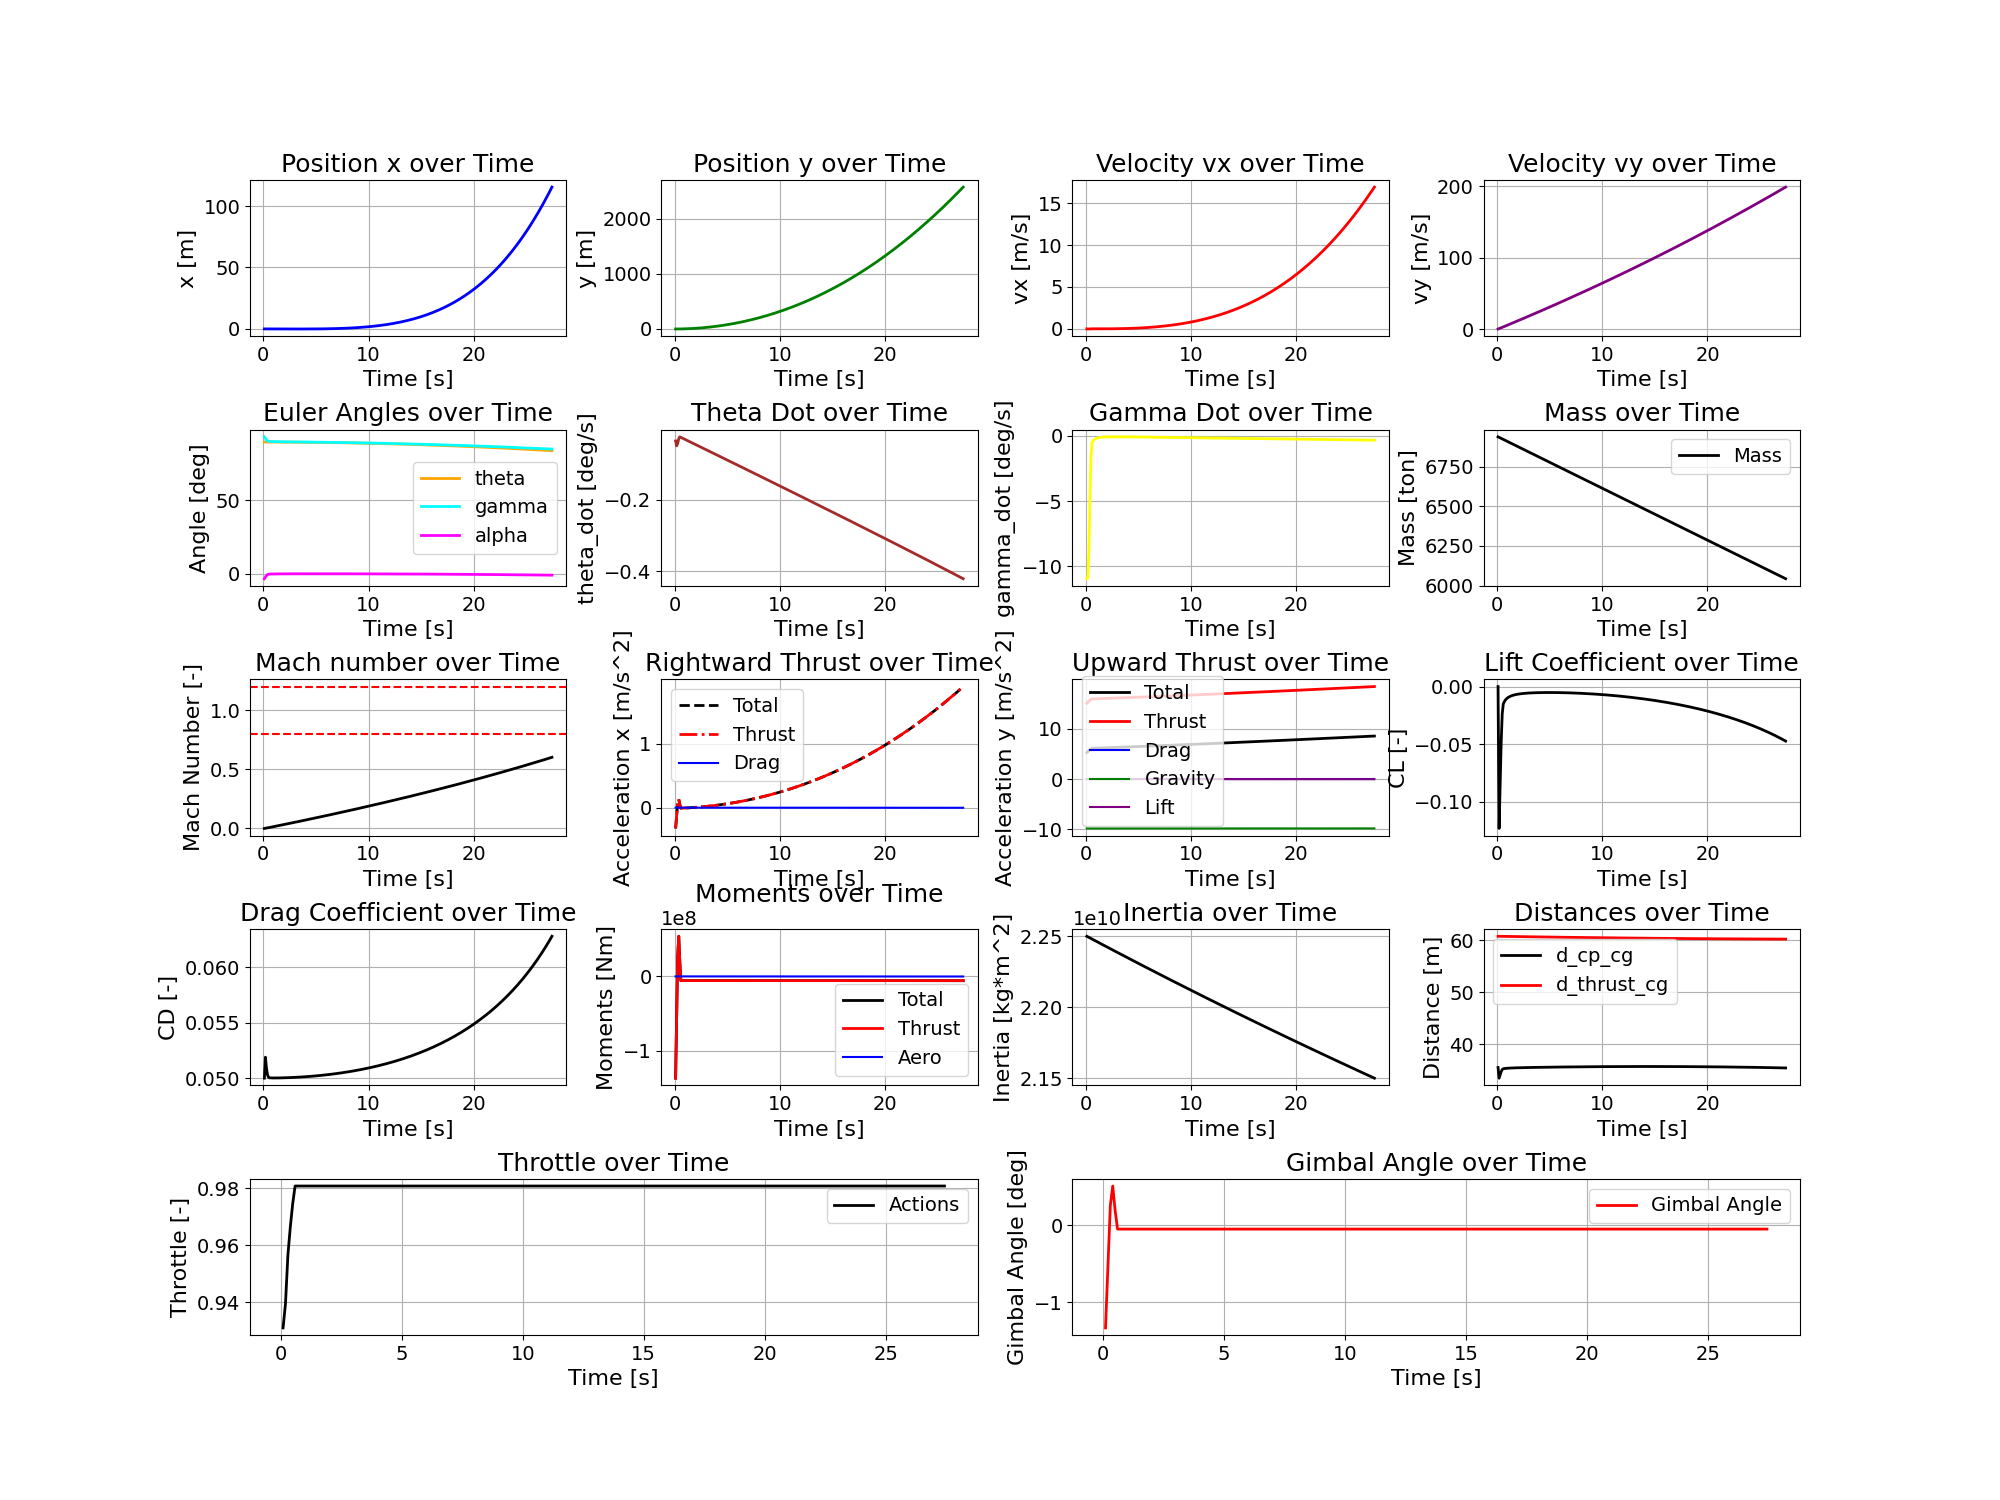 Position x over Time
x [m]
100
50
0
0 10 20
Time [s]
Position y over Time
y [m]
2000
1000
0
0 10 20
Time [s]
Velocity vx over Time
vx [m/s]
15
10
5
0
0 10 20
Time [s]
Velocity vy over Time
vy [m/s]
200
100
0
0 10 20
Time [s]
Euler Angles over Time
Angle [deg]
50
0
theta
gamma
alpha
0 10 20
Time [s]
Theta Dot over Time
theta_dot [deg/s]
−0.2
−0.4
0 10 20
Time [s]
Gamma Dot over Time
gamma_dot [deg/s]
0
−5
−10
0 10 20
Time [s]
Mass over Time
Mass [ton]
6750
6500
6250
6000
Mass
0 10 20
Time [s]
Mach number over Time
Mach Number [-]
1.0
0.5
0.0
0 10 20
Time [s]
Rightward Thrust over Time
Acceleration x [m/s^2]
1
0
Total
Thrust
Drag
0 10 20
Time [s]
Upward Thrust over Time
Acceleration y [m/s^2]
10
0
−10
Total
Thrust
Drag
Gravity
Lift
0 10 20
Time [s]
Lift Coefficient over Time
CL [-]
0.00
−0.05
−0.10
0 10 20
Time [s]
Drag Coefficient over Time
CD [-]
0.060
0.055
0.050
0 10 20
Time [s]
Moments over Time
1e8
Moments [Nm]
0
−1
Total
Thrust
Aero
0 10 20
Time [s]
Inertia over Time
1e10
Inertia [kg*m^2]
2.25
2.20
2.15
0 10 20
Time [s]
Distances over Time
Distance [m]
60
50
40
d_cp_cg
d_thrust_cg
0 10 20
Time [s]
Throttle over Time
Throttle [-]
0.98
0.96
0.94
Actions
0 5 10 15 20 25
Time [s]
Gimbal Angle over Time
Gimbal Angle [deg]
0
−1
Gimbal Angle
0 5 10 15 20 25
Time [s]